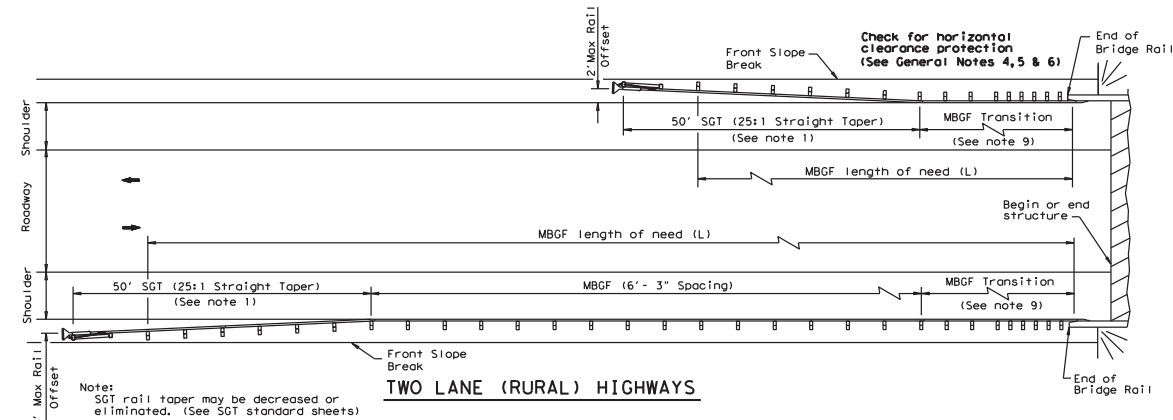 2' Max Rail
Offset
Front Slope
Break
Check for horizontal
clearance protection
(See General Notes 4,5 & 6)
End of
Bridge Rail
Shoulder
50' SGT (25:1 Straight Taper)
(See note 1)
MBGF Transition
(See note 9)
MBGF length of need (L)
Roadway
Begin or end
structure
MBGF length of need (L)
Shoulder
50' SGT (25:1 Straight Taper)
(See note 1)
MBGF (6'- 3" Spacing)
MBGF Transition
(See note 9)
' Max Rail
Offset
Front Slope
Break
End of
Bridge Rail
Note:
SGT rail taper may be decreased or
eliminated. (See SGT standard sheets)
TWO LANE (RURAL) HIGHWAYS